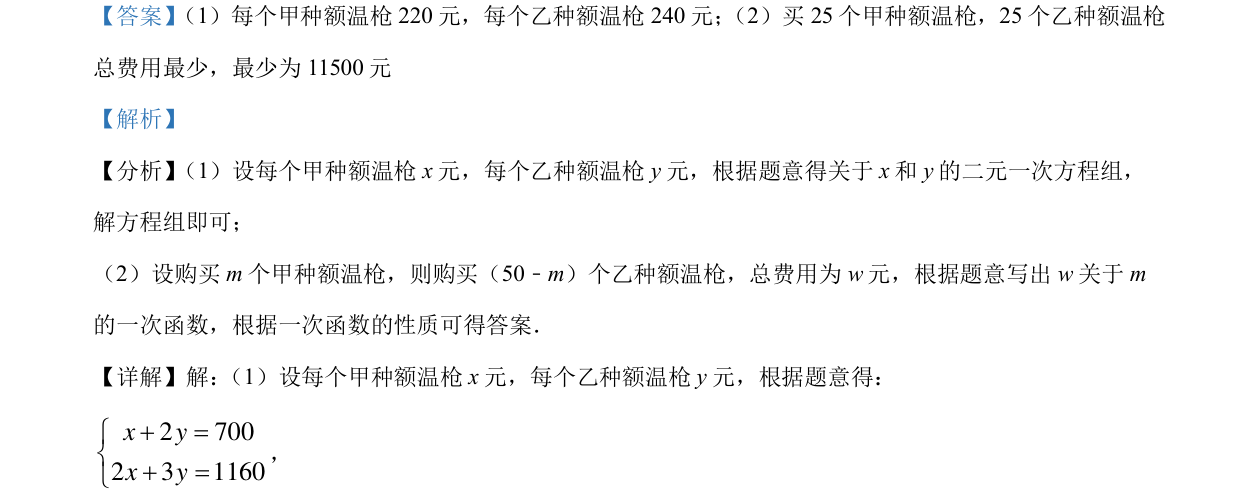 【答案】（1）每个甲种额温枪 220 元，每个乙种额温枪 240 元；（2）买 25 个甲种额温枪，25 个乙种额温枪
总费用最少，最少为 11500 元
【解析】
【分析】（1）设每个甲种额温枪 x 元，每个乙种额温枪 y 元，根据题意得关于 x 和 y 的二元一次方程组，
解方程组即可；
（2）设购买 m 个甲种额温枪，则购买（50﹣m）个乙种额温枪，总费用为 w 元，根据题意写出 w 关于 m
的一次函数，根据一次函数的性质可得答案．
【详解】解：（1）设每个甲种额温枪 x 元，每个乙种额温枪 y 元，根据题意得：
x+2y=700
2x+3y=1160，